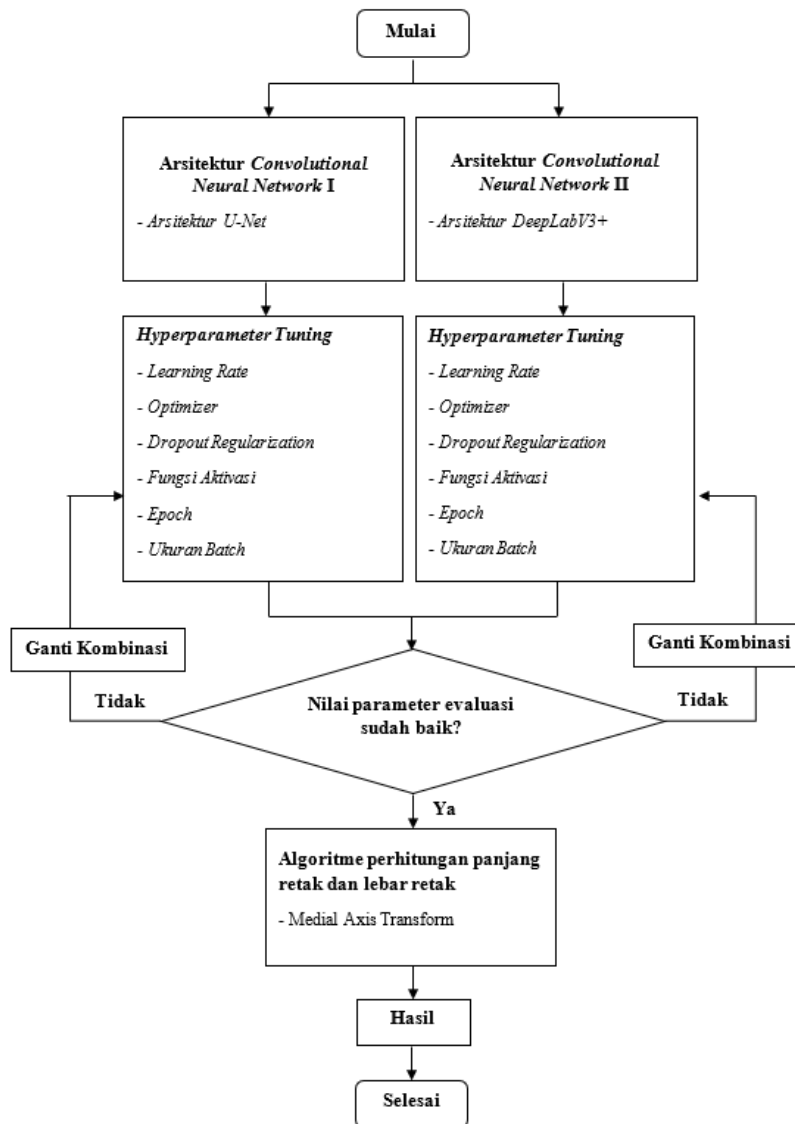 Mulai
Arsitektur Convolutional
Neural Network I
- Arsitektur U-Net
Arsitektur Convolutional
Neural Network II
- Arsitektur DeepLabV3+
Hyperparameter Tuning
- Learning Rate
- Optimizer
- Dropout Regularization
- Fungsi Aktivasi
- Epoch
- Ukuran Batch
Hyperparameter Tuning
- Learning Rate
- Optimizer
- Dropout Regularization
- Fungsi Aktivasi
- Epoch
- Ukuran Batch
Ganti Kombinasi
Ganti Kombinasi
Tidak
Nilai parameter evaluasi
sudah baik?
Tidak
Ya
Algoritme perhitungan panjang
retak dan lebar retak
- Medial Axis Transform
Hasil
Selesai